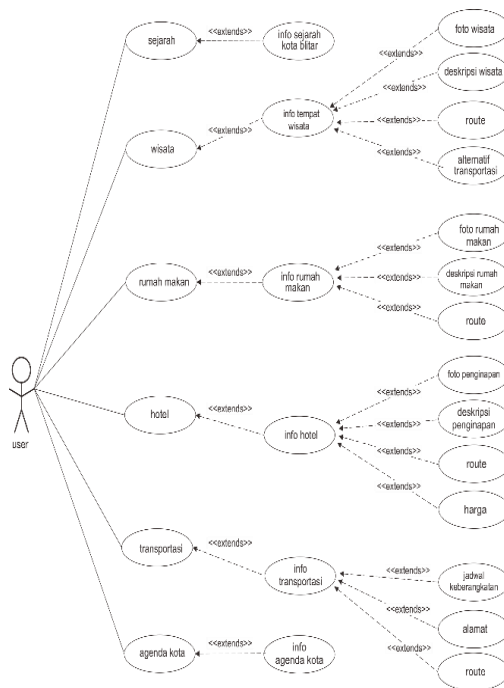 sejarah
<<extends>>
info sejarah
kota blitar
wisata
<<extends>>
info tempat
wisata
<<extends>>
foto wisata
<<extends>>
deskripsi wisata
<<extends>>
route
<<extends>>
alternatif
transportasi
rumah makan
<<extends>>
info rumah
makan
<<extends>>
foto rumah
makan
<<extends>>
deskripsi rumah
makan
<<extends>>
route
user
hotel
<<extends>>
info hotel
<<extends>>
foto penginapan
<<extends>>
deskripsi
penginapan
<<extends>>
route
<<extends>>
harga
transportasi
<<extends>>
info
transportasi
<<extends>>
jadwal
keberangkatan
<<extends>>
alamat
<<extends>>
route
agenda kota
<<extends>>
info
agenda kota